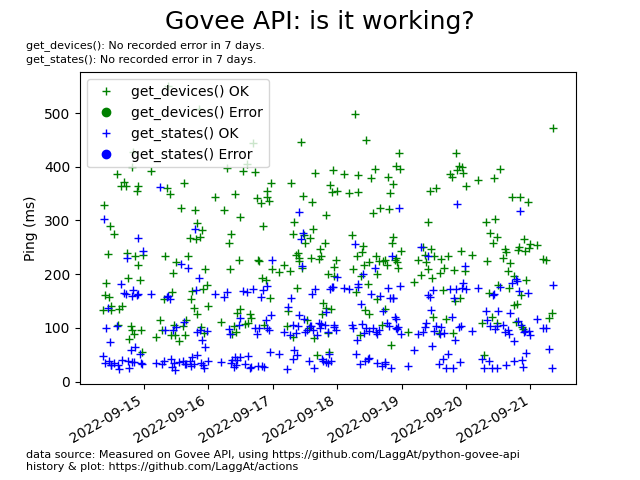 Govee API: is it working?
get_devices(): No recorded error in 7 days.
get_states(): No recorded error in 7 days.
get_devices() OK
get_devices() Error
get_states() OK
get_states() Error
Ping (ms)
500
400
300
200
100
0
2022-09-15
2022-09-16
2022-09-17
2022-09-18
2022-09-19
2022-09-20
2022-09-21
data source: Measured on Govee API, using https://github.com/LaggAt/python-govee-api
history & plot: https://github.com/LaggAt/actions